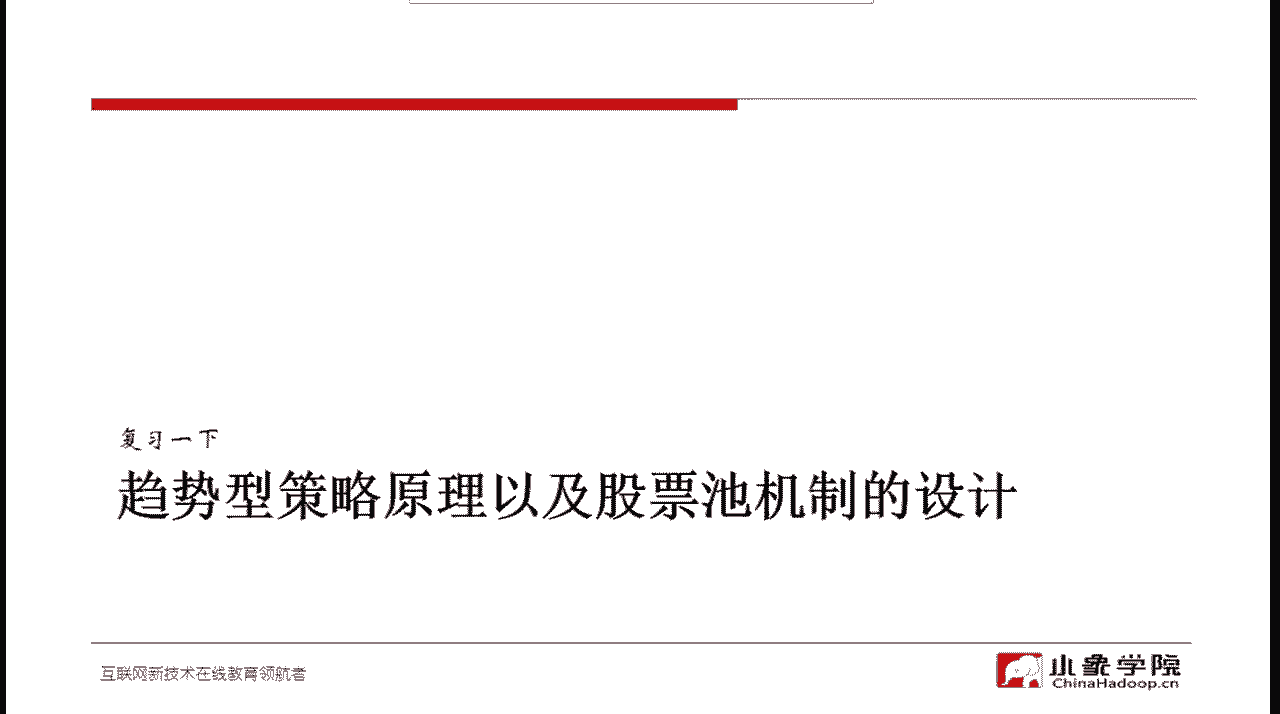 复习一下
趋势型策略原理以及股票池机制的设计
互联网新技术在线教育领航者
小象学院
ChinaHadoop.cn